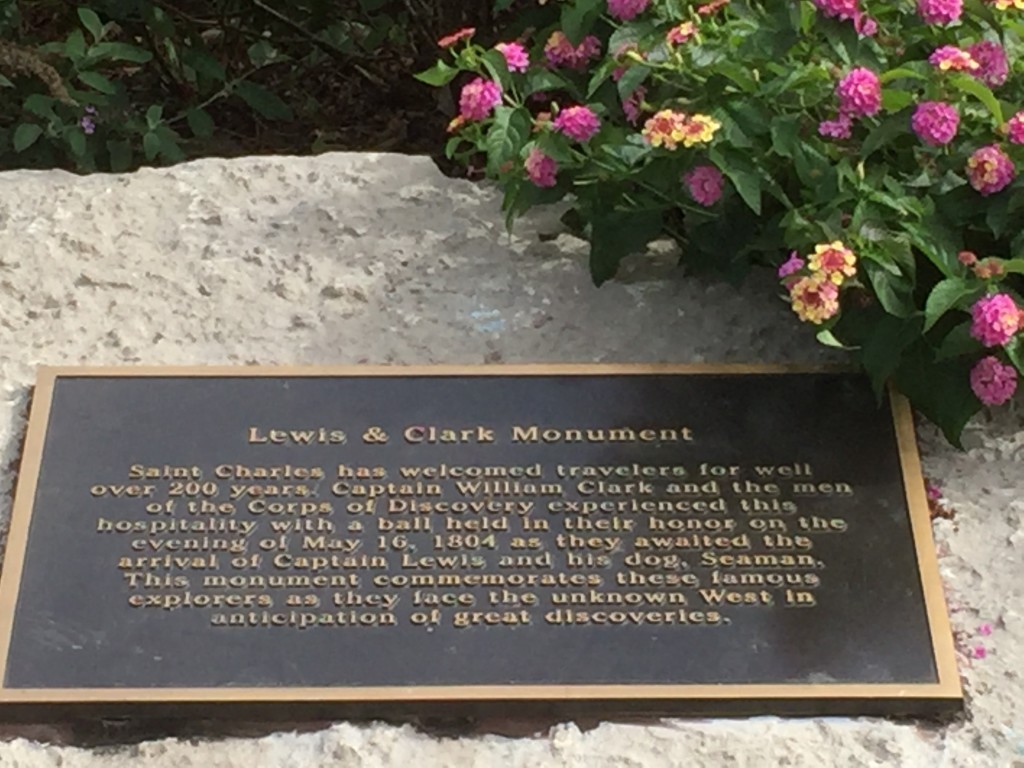 Lewis & Clark Monument
Saint Charles has welcomed travelers for well
over 200 years. Captain William Clark and the men
of the Corps of Discovery experienced this
hospitality with a ball held in their honor on the
evening of May 16, 1804 as they awaited the
arrival of Captain Lewis and his dog, Seaman.
This monument commemorates these famous
explorers as they face the unknown West in
anticipation of great discoveries.